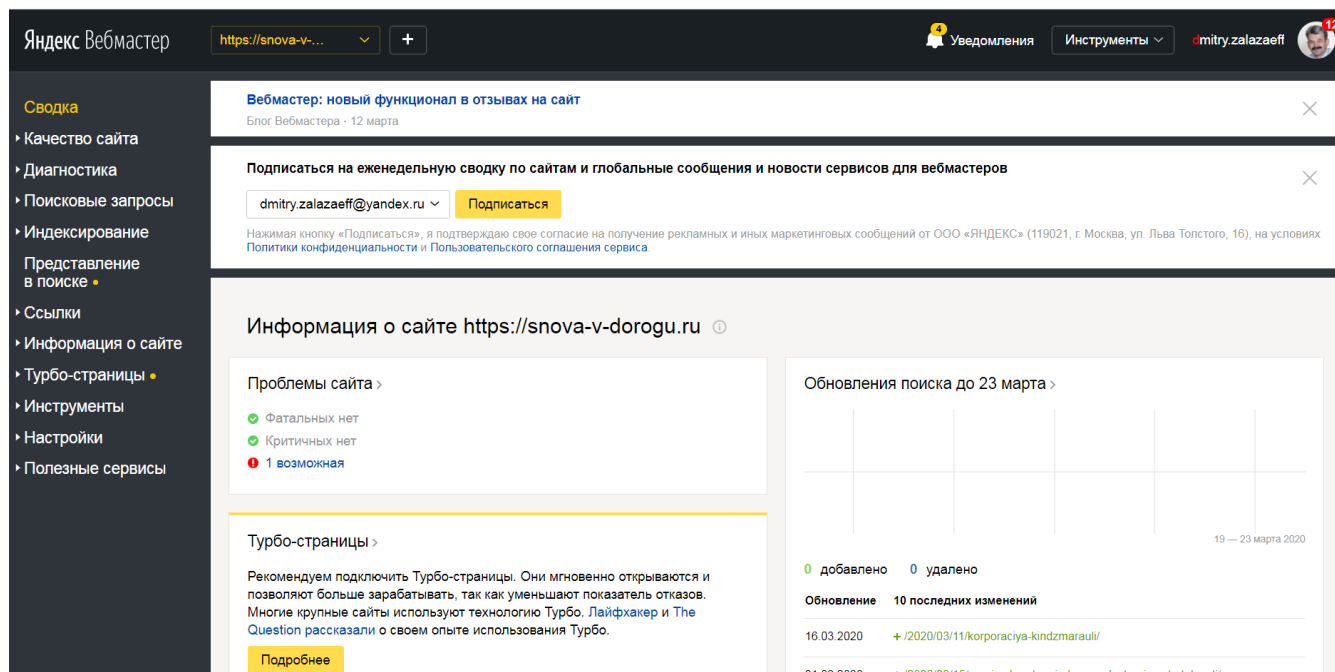 Яндекс Вебмастер
https://snova-v-...
+
4
Уведомления
Инструменты
dmitry.zalazaeff
12
Сводка
Качество сайта
Диагностика
Поисковые запросы
Индексирование
Представление
в поиске
Ссылки
Информация о сайте
Турбо-страницы
Инструменты
Настройки
Полезные сервисы
Вебмастер: новый функционал в отзывах на сайт
Блог Вебмастера - 12 марта
Подписаться на еженедельную сводку по сайтам и глобальные сообщения и новости сервисов для вебмастеров
dmitry.zalazaeff@yandex.ru
Подписаться
Нажимая кнопку «Подписаться», я подтверждаю свое согласие на получение рекламных и иных маркетинговых сообщений от ООО «ЯНДЕКС» (119021, г. Москва, ул. Льва Толстого, 16), на условиях
Политики конфиденциальности и Пользовательского соглашения сервиса
Информация о сайте https://snova-v-dorogu.ru
Проблемы сайта
Фатальных нет
Критичных нет
1 возможная
Турбо-страницы
Рекомендуем подключить Турбо-страницы. Они мгновенно открываются и
позволяют больше зарабатывать, так как уменьшают показатель отказов.
Многие крупные сайты используют технологию Турбо. Лайфхакер и The
Question рассказали о своем опыте использования Турбо.
Подробнее
Обновления поиска до 23 марта
19 — 23 марта 2020
0 добавлено 0 удалено
Обновление 10 последних изменений
16.03.2020 + /2020/03/11/korporaciya-kindzmarauli/